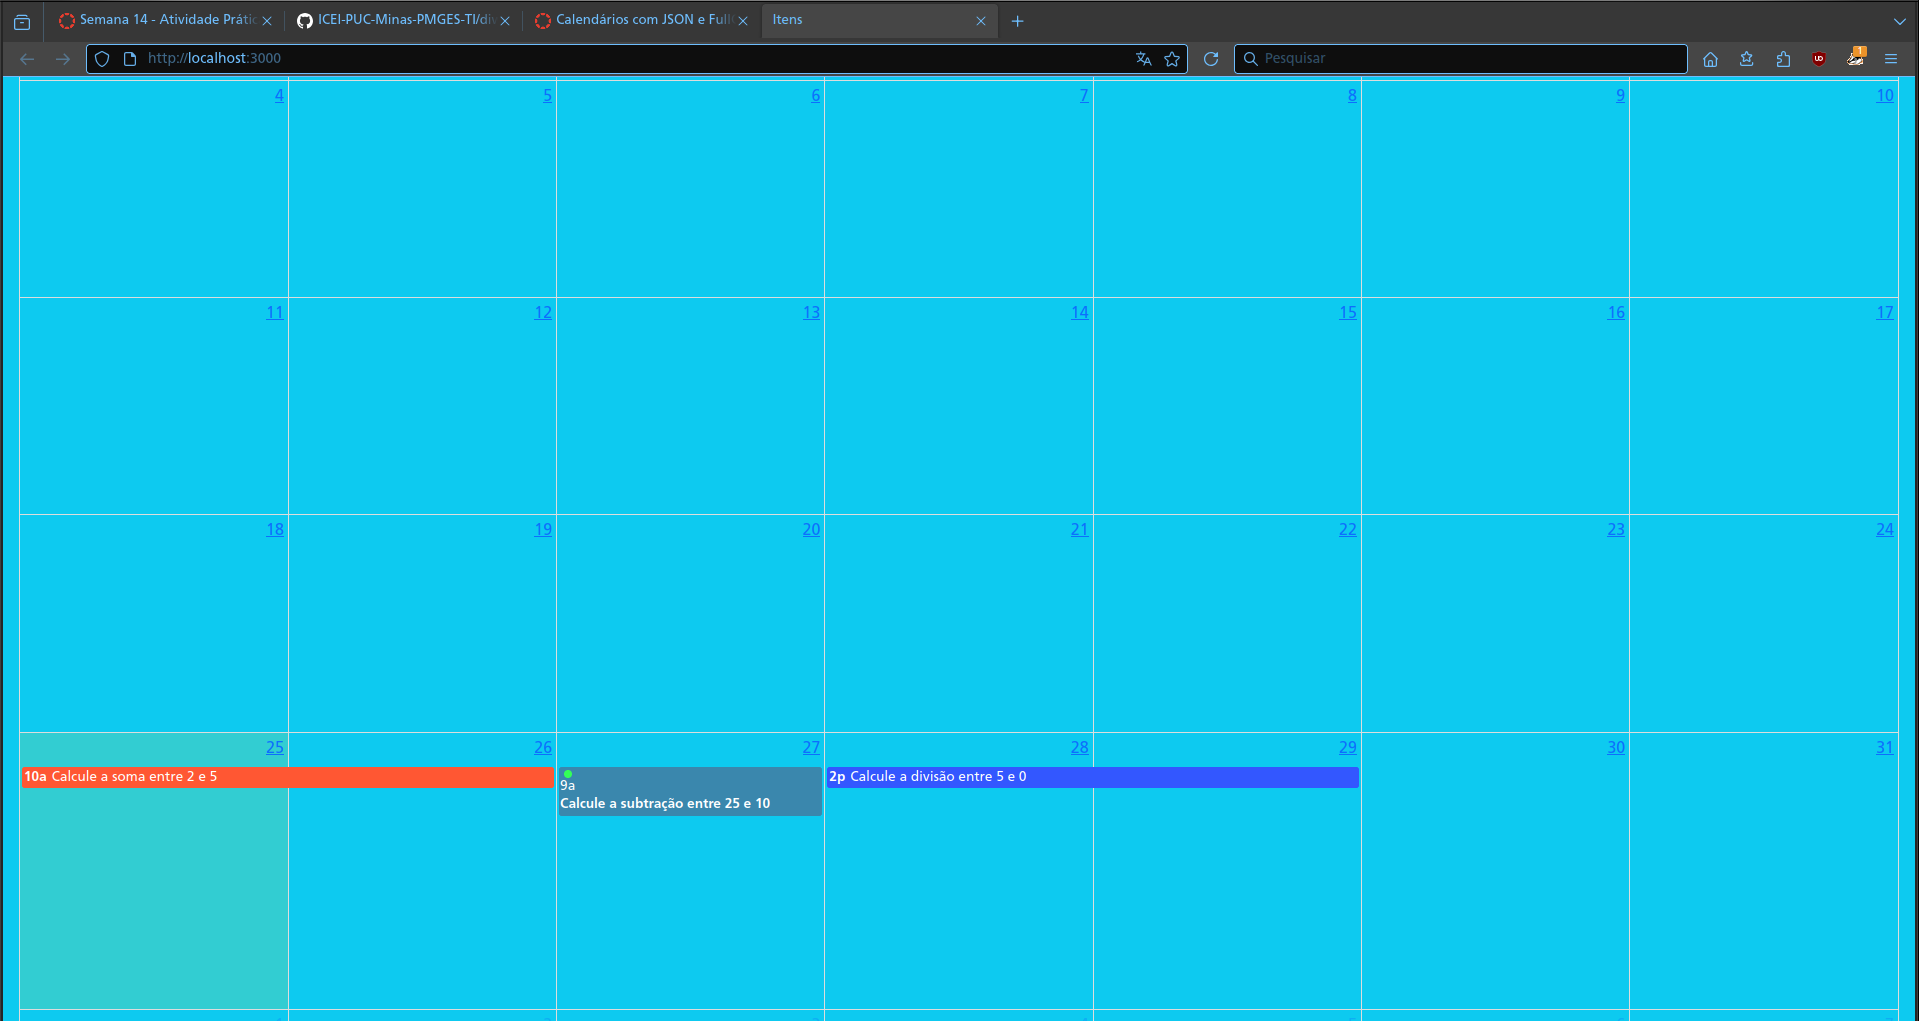 Semana 14 - Atividade Prátic
ICEI-PUC-Minas-PMGES-TI/div
Calendários com JSON e Full
Itens
http://localhost:3000
Pesquisar
1
4 5 6 7 8 9 10
11 12 13 14 15 16 17
18 19 20 21 22 23 24
25 26 27 28 29 30 31
10a Calcule a soma entre 2 e 5
9a
Calcule a subtração entre 25 e 10
2p Calcule a divisão entre 5 e 0